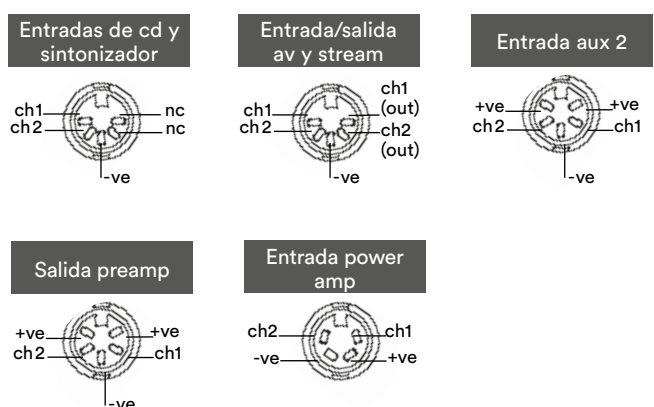 Entradas de cd y
sintonizador
ch1
nc
ch2
nc
-ve
Entrada/salida
av y stream
ch1
(out)
ch1
ch2
ch2
(out)
-ve
Entrada aux 2
+ve
+ve
ch2
ch1
-ve
Salida preamp
+ve
+ve
ch2
ch1
-ve
Entrada power
amp
ch2
ch1
-ve
+ve